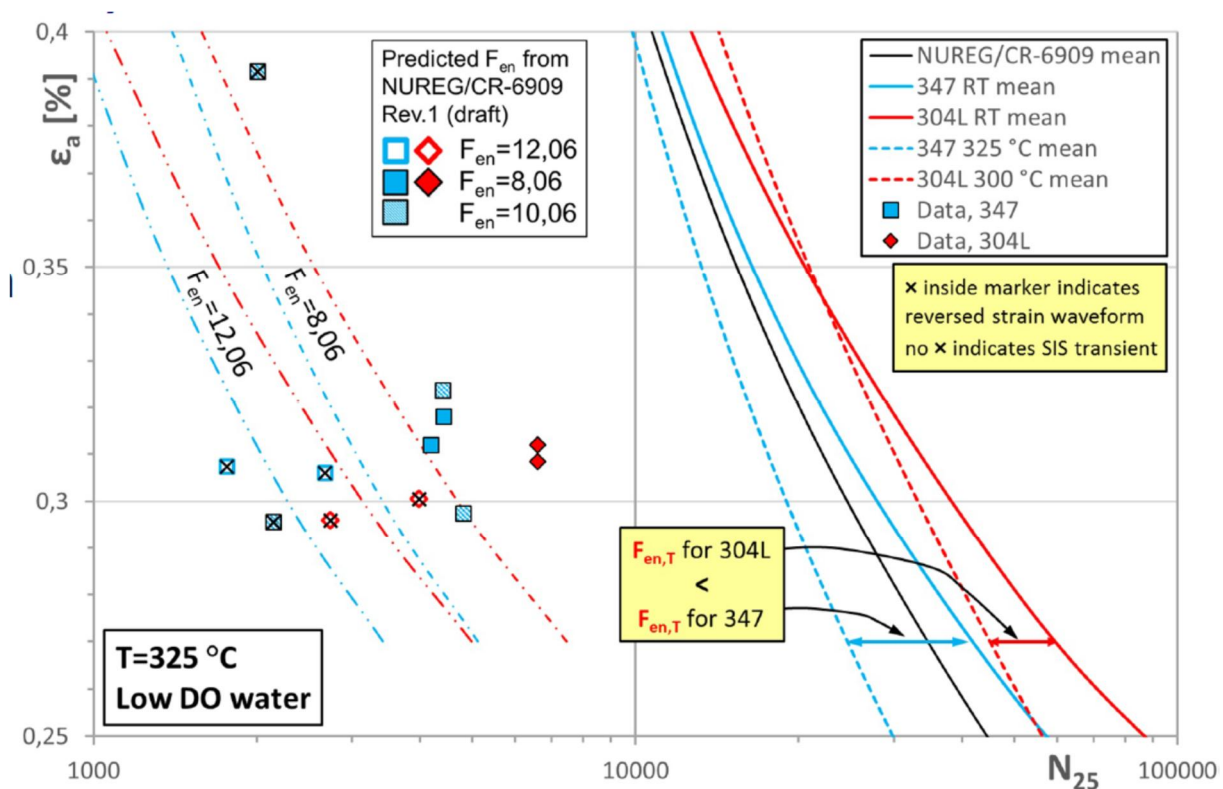 0,4
0,35
0,3
0,25
εa [%]
Predicted Fen from
NUREG/CR-6909
Rev.1 (draft)
Fen=12,06
Fen=8,06
Fen=10,06
NUREG/CR-6909 mean
347 RT mean
304L RT mean
347 325 °C mean
304L 300 °C mean
Data, 347
Data, 304L
× inside marker indicates
reversed strain waveform
no × indicates SIS transient
Fen=12,06
Fen=8,06
Fen,T for 304L
<
Fen,T for 347
T=325 °C
Low DO water
1000
10000
N25
100000